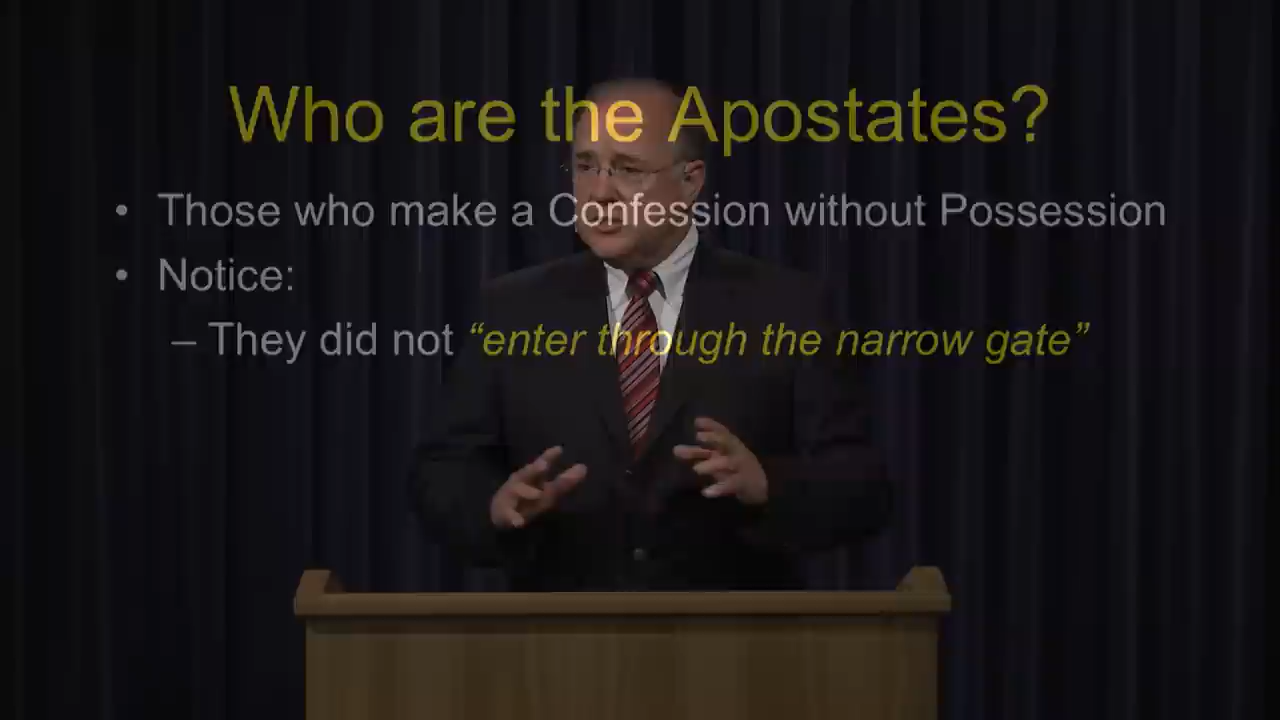 Who are the Apostates?
• Those who make a Confession without Possession
• Notice:
– They did not “enter through the narrow gate”